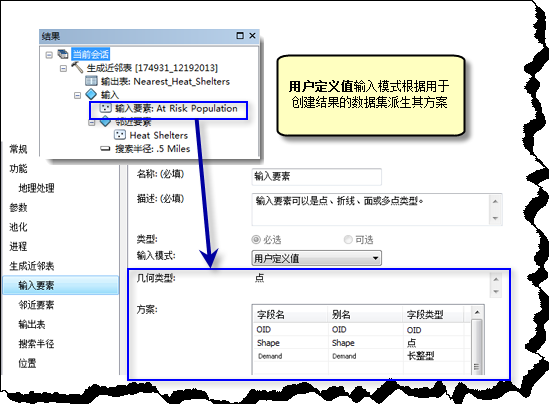 结果
当前会话
生成近邻表 [174931_12192013]
输出表: Nearest_Heat_Shelters
输入
输入要素: At Risk Population
邻近要素
Heat Shelters
搜索半径: .5 Miles
用户定义值输入模式根据用于
创建结果的数据集派生其方案
常规
功能
地理处理
参数
池化
进程
生成近邻表
输入要素
邻近要素
输出表
搜索半径
位置
名称: (必填) 输入要素
描述: (必填) 输入要素可以是点、折线、面或多点类型。
类型: 必选 可选
输入模式: 用户定义值
几何类型: 点
方案:
字段名 别名 字段类型
OID OID OID
Shape Shape 点
Demand Demand 长整型